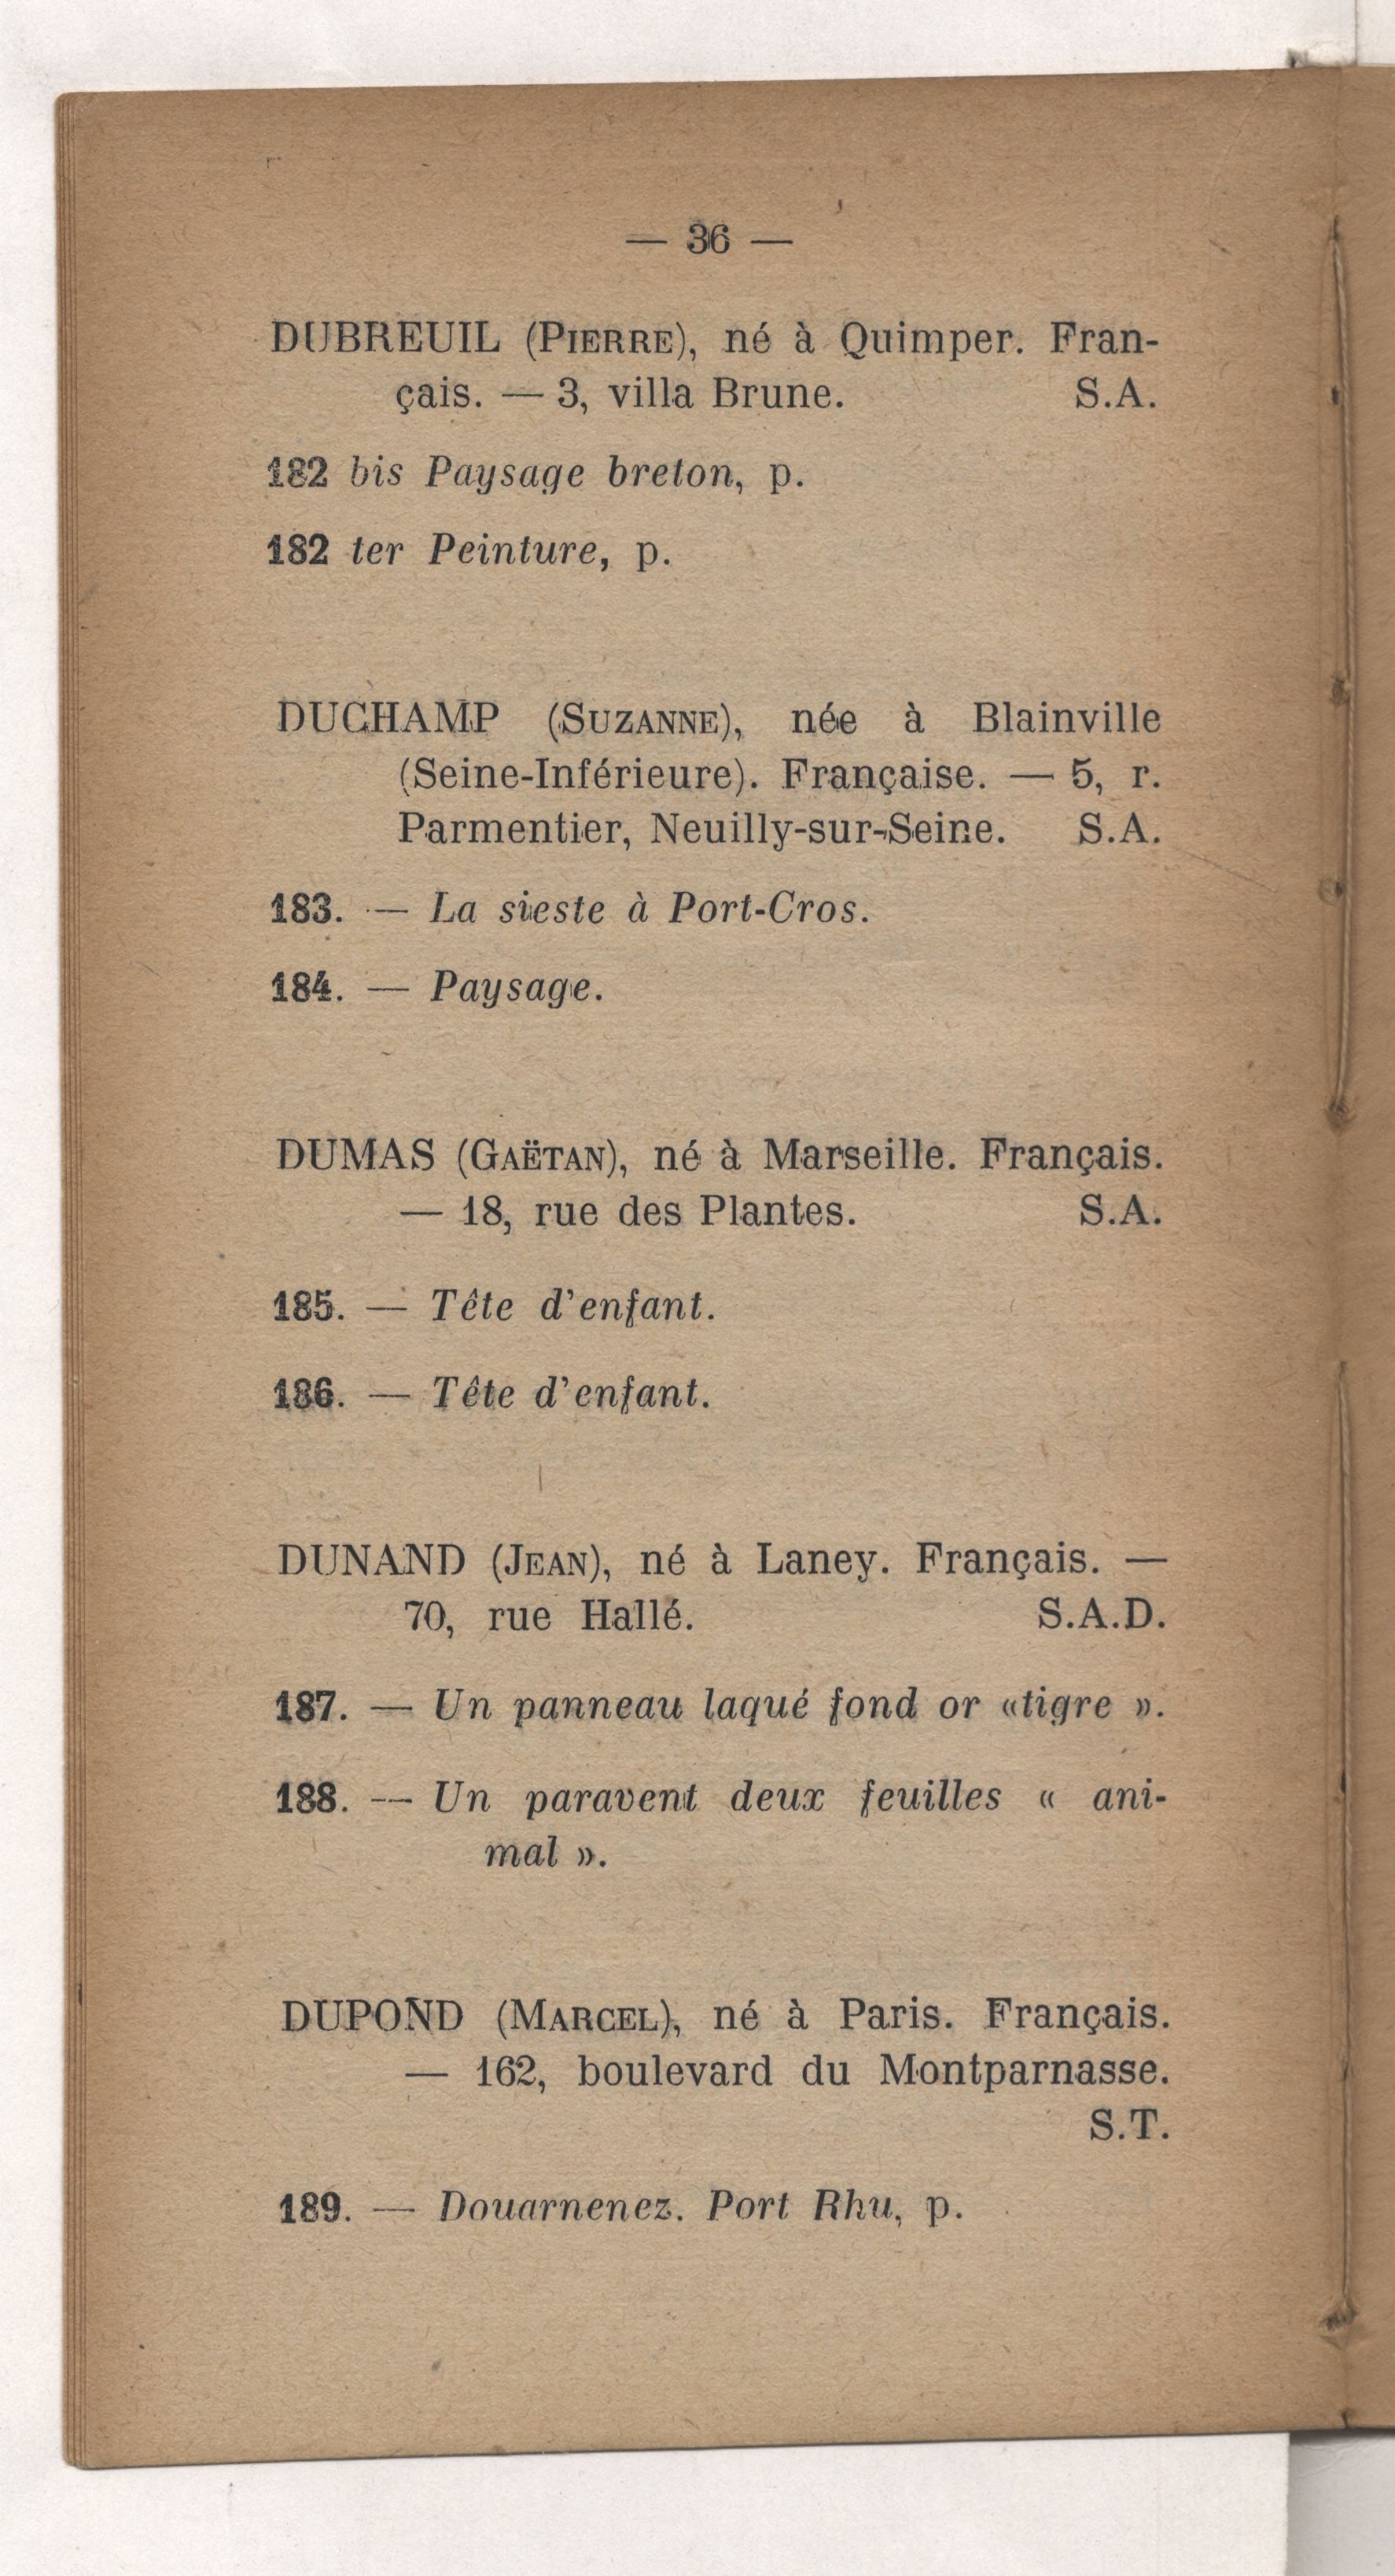 — 36 —
DUBREUIL (PIERRE), né à Quimper. Fran-
çais. — 3, villa Brune. S.A.
182 bis Paysage breton, p.
182 ter Peinture, p.
DUCHAMP (SUZANNE), née à Blainville
(Seine-Inférieure). Française. — 5, r.
Parmentier, Neuilly-sur-Seine. S.A.
183. — La sieste à Port-Cros.
184. — Paysage.
DUMAS (GAËTAN), né à Marseille. Français.
— 18, rue des Plantes. S.A.
185. — Tête d'enfant.
186. — Tête d'enfant.
DUNAND (JEAN), né à Laney. Français. —
70, rue Hallé. S.A.D.
187. — Un panneau laqué fond or «tigre ».
188. — Un paravent deux feuilles « ani-
mal ».
DUPOND (MARCEL), né à Paris. Français.
— 162, boulevard du Montparnasse.
S.T.
189. — Douarnenez. Port Rhu, p.